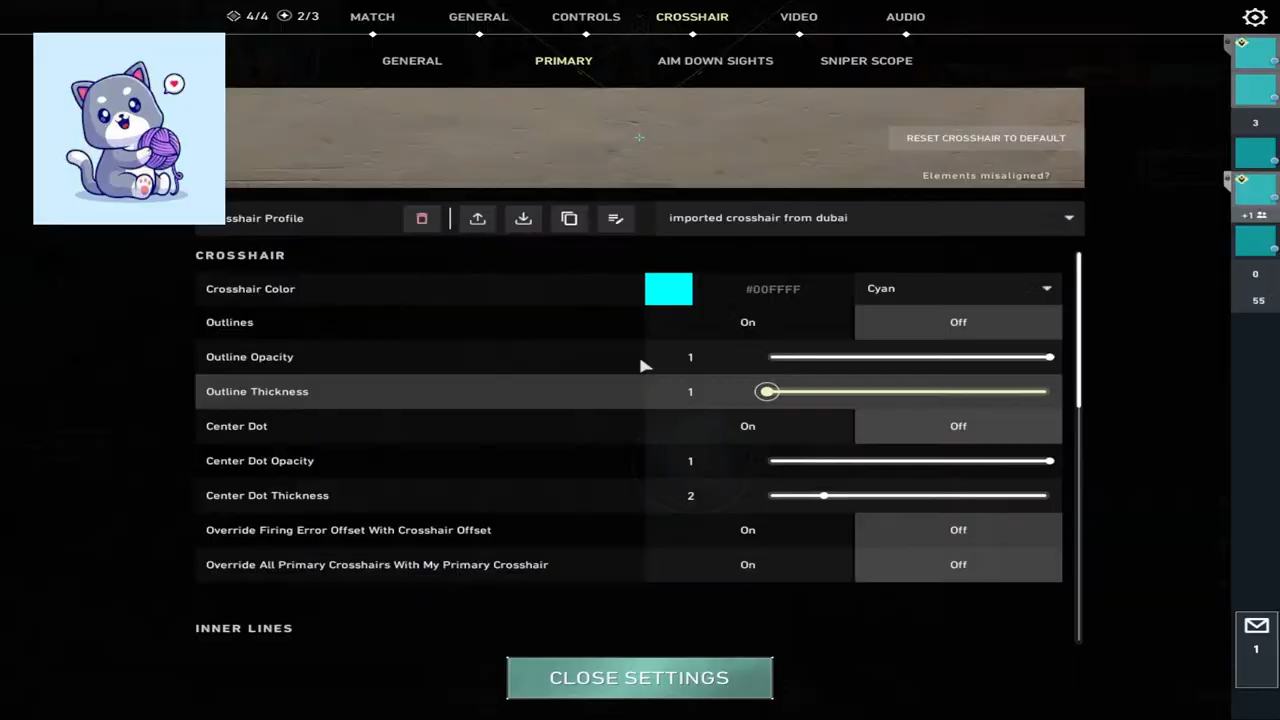 4/4 2/3 MATCH GENERAL CONTROLS CROSSHAIR VIDEO AUDIO
GENERAL PRIMARY AIM DOWN SIGHTS SNIPER SCOPE
3
RESET CROSSHAIR TO DEFAULT
Elements misaligned?
+1
sshair Profile imported crosshair from dubai
CROSSHAIR
0
Crosshair Color #00FFFF Cyan
55
Outlines On Off
Outline Opacity 1
Outline Thickness 1
Center Dot On Off
Center Dot Opacity 1
Center Dot Thickness 2
Override Firing Error Offset With Crosshair Offset On Off
Override All Primary Crosshairs With My Primary Crosshair On Off
INNER LINES
1
CLOSE SETTINGS